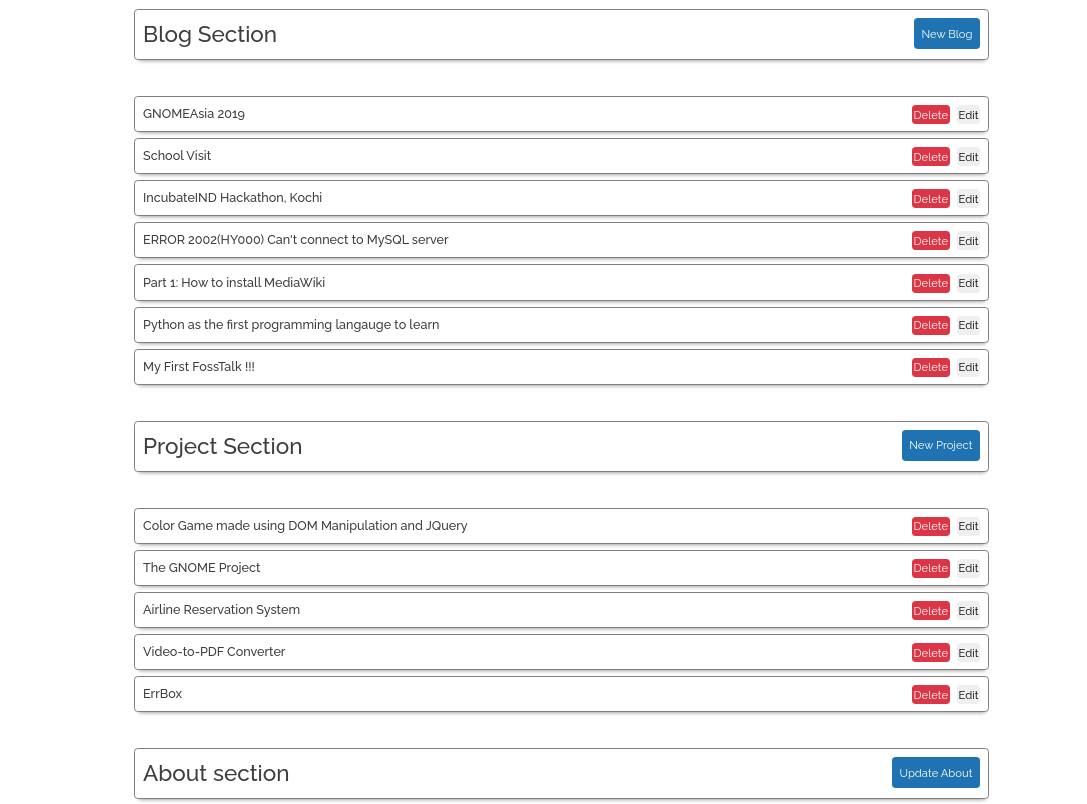 Blog Section New Blog
GNOMEAsia 2019 Delete Edit
School Visit Delete Edit
IncubateIND Hackathon, Kochi Delete Edit
ERROR 2002(HY000) Can't connect to MySQL server Delete Edit
Part 1: How to install MediaWiki Delete Edit
Python as the first programming langauge to learn Delete Edit
My First FossTalk !!! Delete Edit
Project Section New Project
Color Game made using DOM Manipulation and JQuery Delete Edit
The GNOME Project Delete Edit
Airline Reservation System Delete Edit
Video-to-PDF Converter Delete Edit
ErrBox Delete Edit
About section Update About